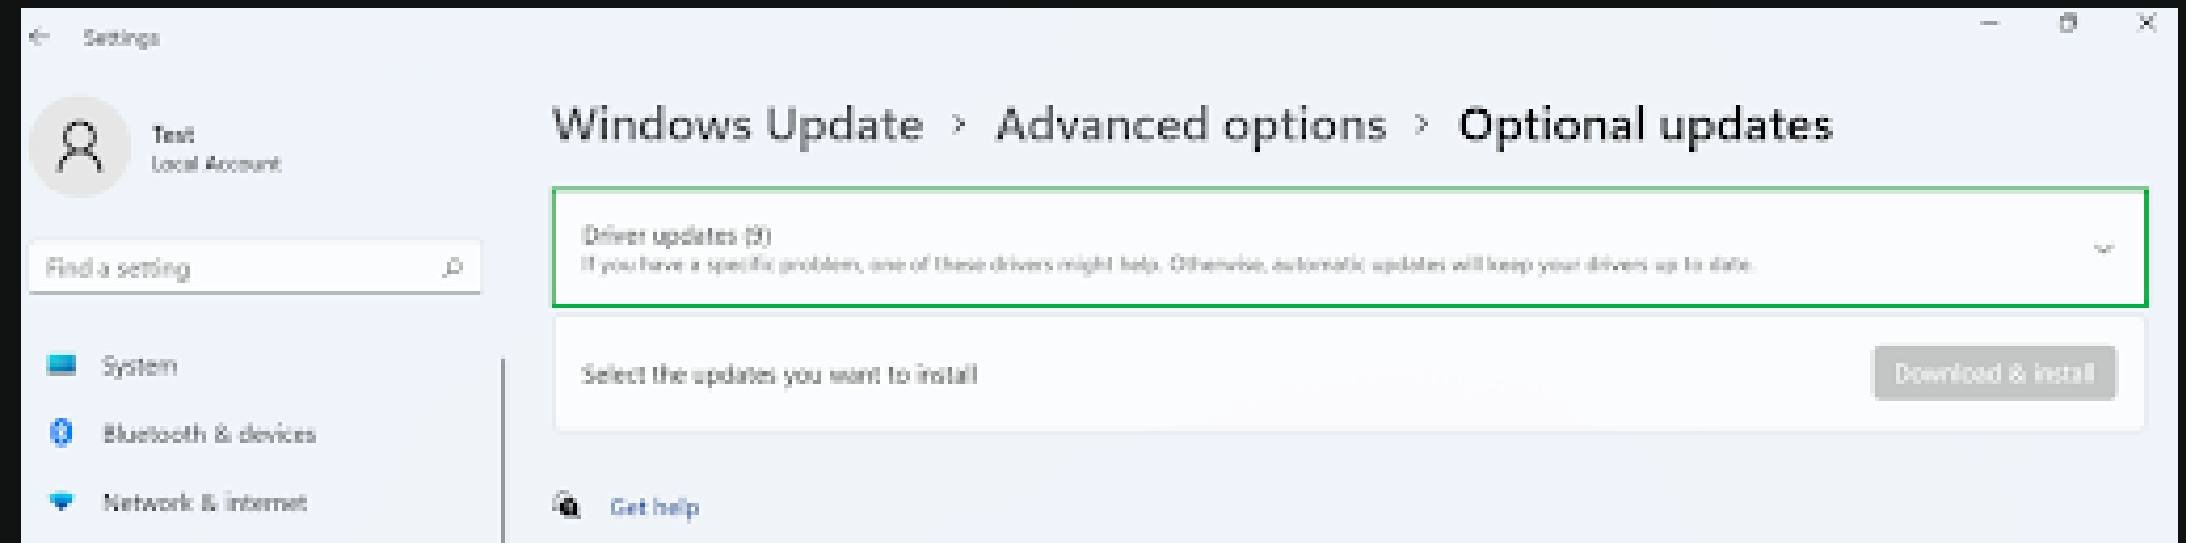 Settings
Test
Local Account
Find a setting
System
Bluetooth & devices
Network & internet
Windows Update > Advanced options > Optional updates
Driver updates (9)
If you have a specific problem, one of these drivers might help. Otherwise, automatic updates will keep your drivers up to date.
Select the updates you want to install
Download & install
Get help